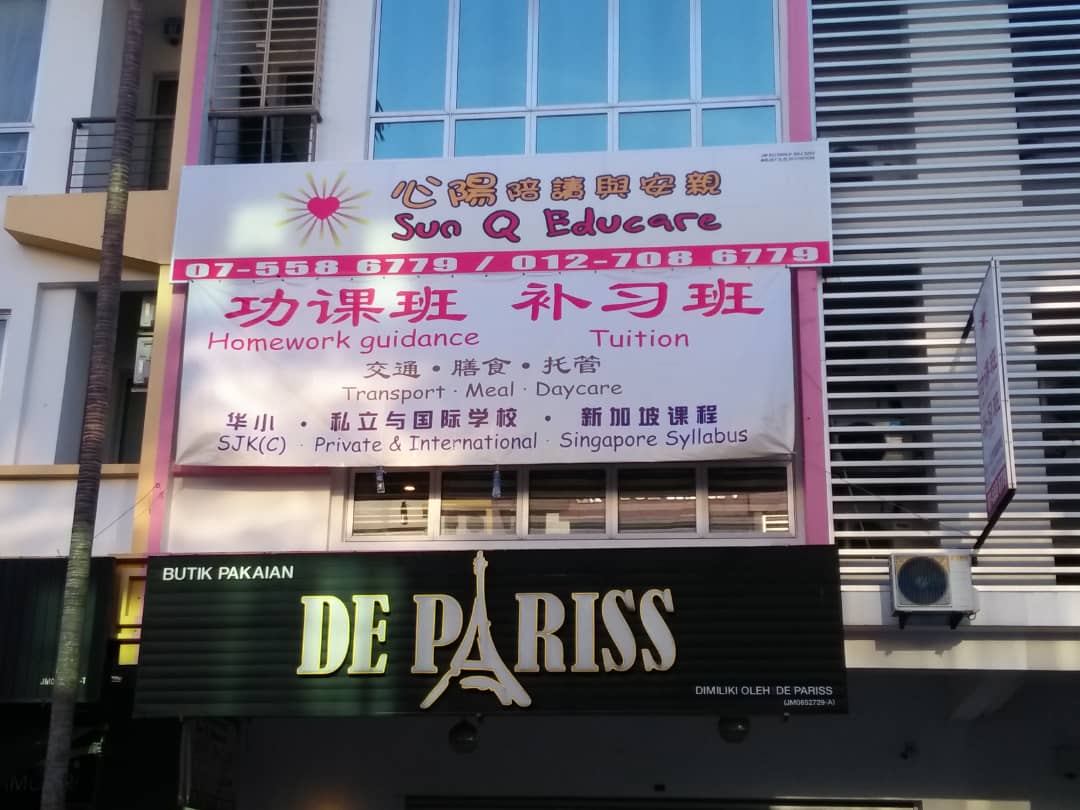 心陽陪讀與安親
Sun Q Educare
07-558 6779 / 012-708 6779
功课班 补习班
Homework guidance Tuition
交通 · 膳食 · 托管
Transport · Meal · Daycare
华小 · 私立与国际学校 · 新加坡课程
SJK(C) · Private & International · Singapore Syllabus
BUTIK PAKAIAN
DE PARISS
DIMILIKI OLEH DE PARISS
(JM0652729-A)